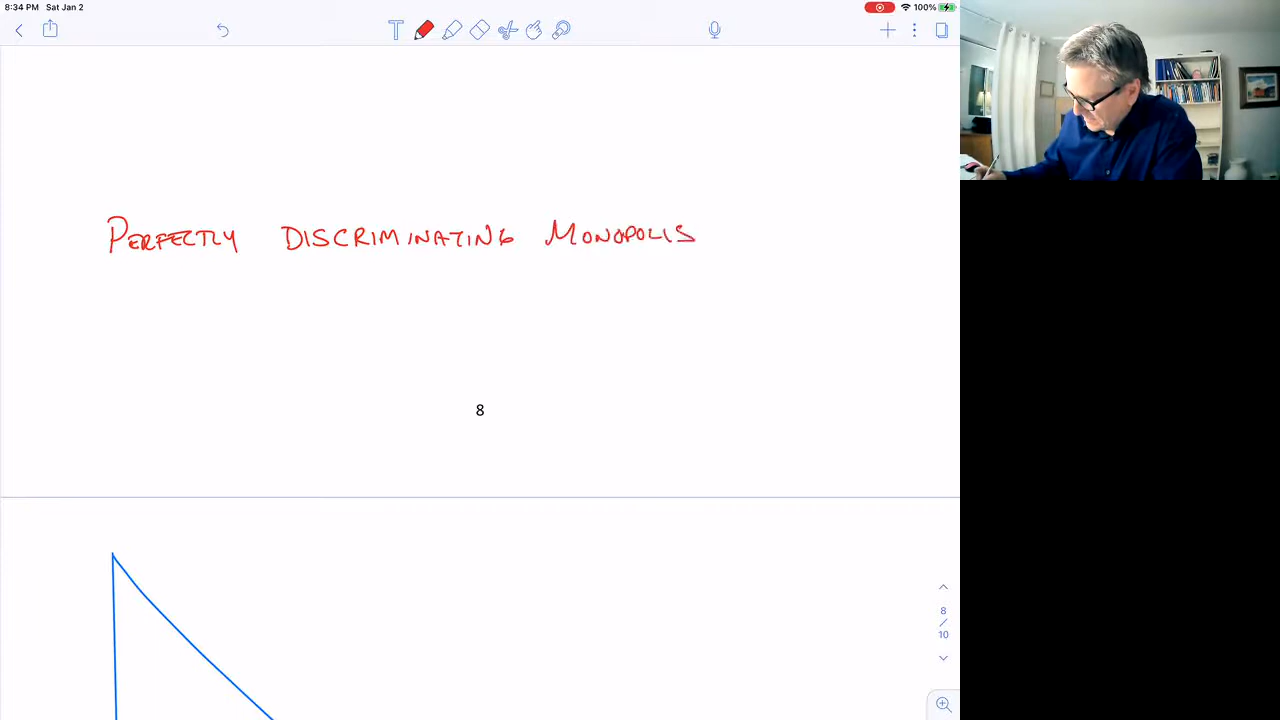 8:34 PM Sat Jan 2
100%
T
PERFECTLY DISCRIMINATING MONOPOLIS
8
8
/
10